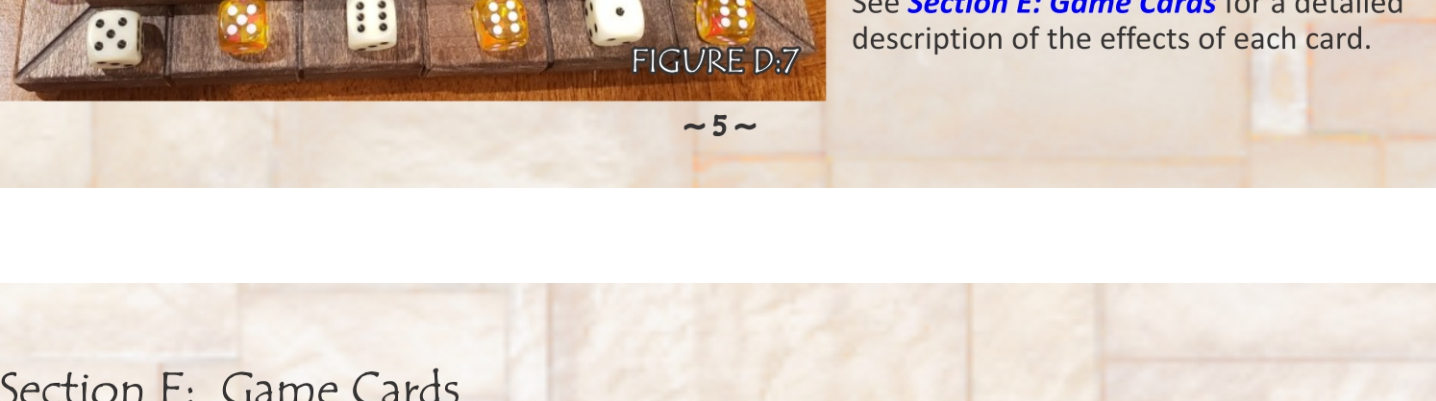 See Section E: Game Cards for a detailed
description of the effects of each card.
FIGURE D:7
~ 5 ~
Section E: Game Cards